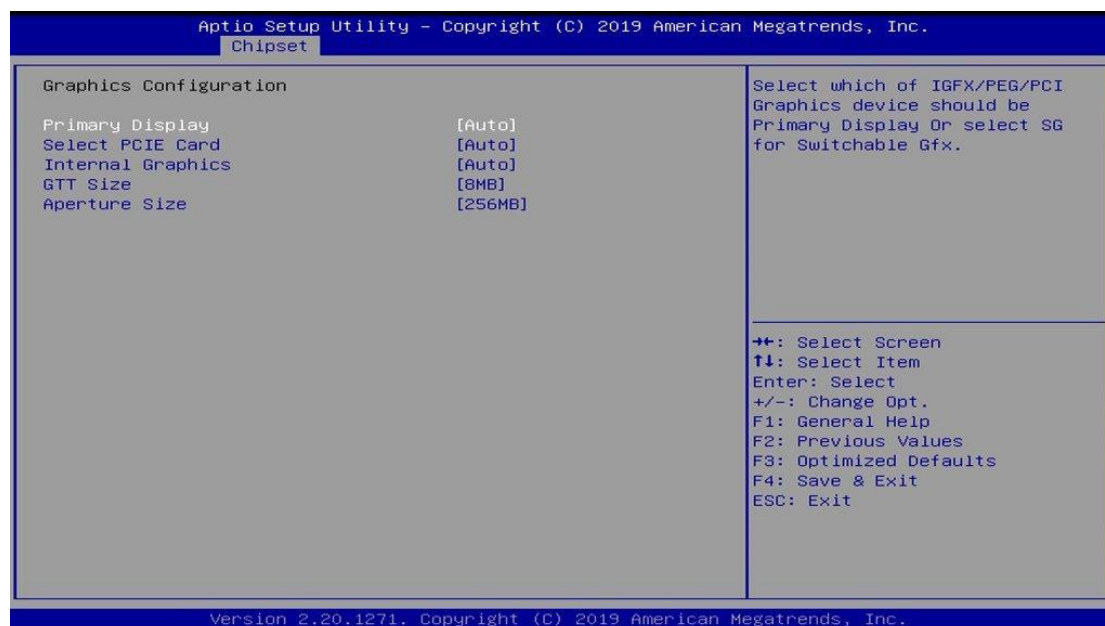 Aptio Setup Utility – Copyright (C) 2019 American Megatrends, Inc.
Chipset
Graphics Configuration
Primary Display [Auto]
Select PCIE Card [Auto]
Internal Graphics [Auto]
GTT Size [8MB]
Aperture Size [256MB]
Select which of IGFX/PEG/PCI
Graphics device should be
Primary Display Or select SG
for Switchable Gfx.
→←: Select Screen
↑↓: Select Item
Enter: Select
+/-: Change Opt.
F1: General Help
F2: Previous Values
F3: Optimized Defaults
F4: Save & Exit
ESC: Exit
Version 2.20.1271. Copyright (C) 2019 American Megatrends, Inc.